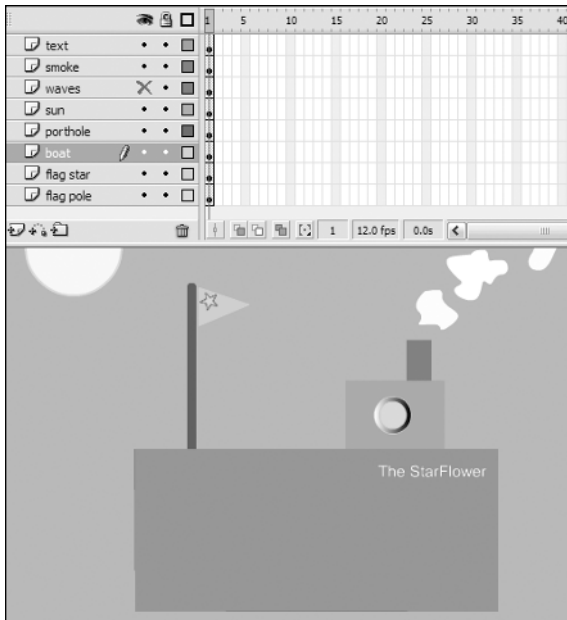 1 5 10 15 20 25 30 35 40
text
smoke
waves
sun
porthole
boat
flag star
flag pole
1 12.0 fps 0.0s
The StarFlower